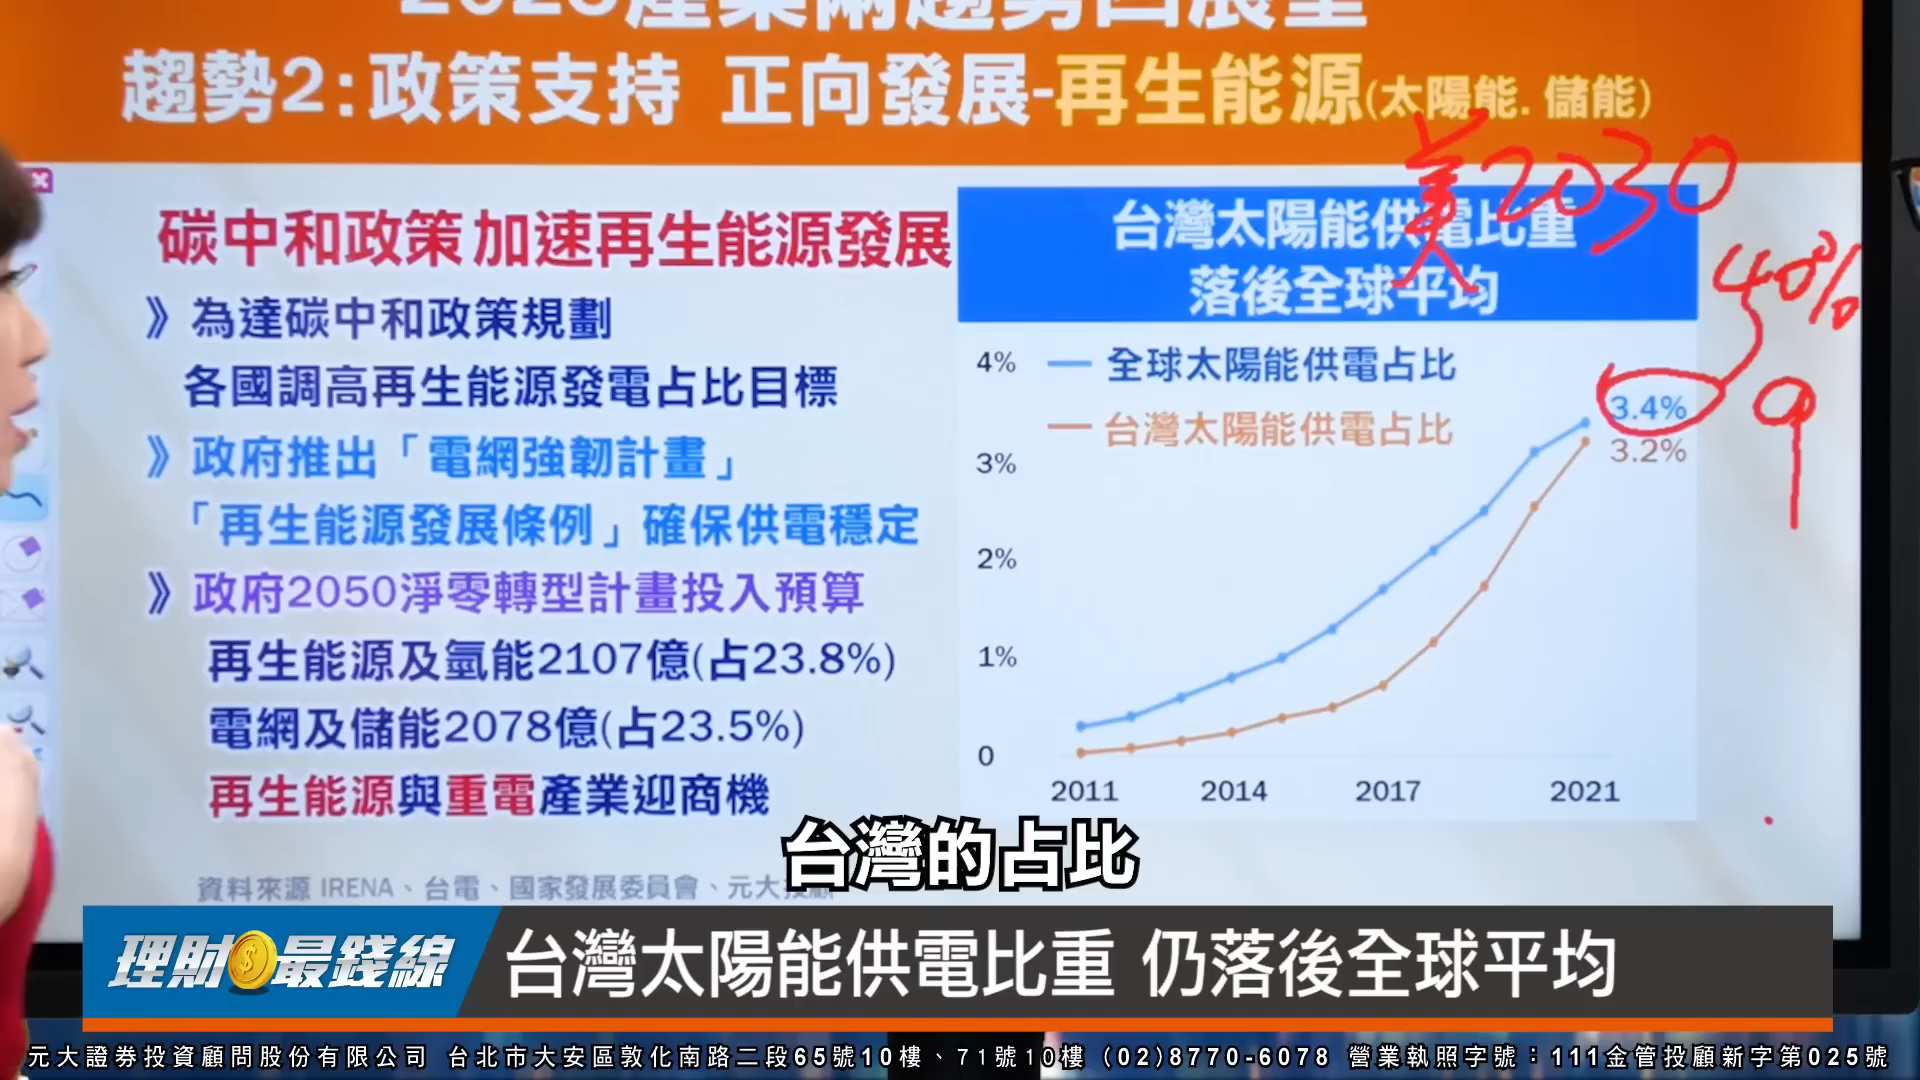 2023產業兩趨勢四展望
趨勢2:政策支持 正向發展-再生能源(太陽能.儲能)
美2030
40%
碳中和政策 加速再生能源發展
》為達碳中和政策規劃
各國調高再生能源發電占比目標
》政府推出「電網強韌計畫」
「再生能源發展條例」確保供電穩定
》政府2050淨零轉型計畫投入預算
再生能源及氫能2107億(占23.8%)
電網及儲能2078億(占23.5%)
再生能源與重電產業迎商機
台灣太陽能供電比重
落後全球平均
4%
全球太陽能供電占比
台灣太陽能供電占比
3.4%
3.2%
3%
2%
1%
0
2011
2014
2017
2021
台灣的占比
資料來源 IRENA、台電、國家發展委員會、元大投顧
理財最錢線
台灣太陽能供電比重 仍落後全球平均
元大證券投資顧問股份有限公司 台北市大安區敦化南路二段65號10樓、71號10樓 (02)8770-6078 營業執照字號：111金管投顧新字第025號